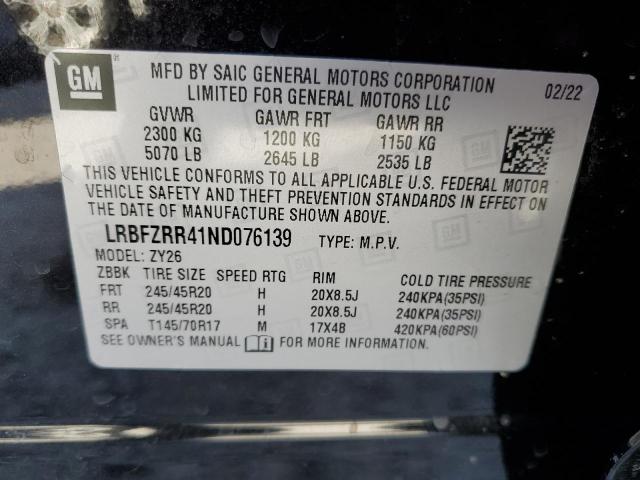 GM
MFD BY SAIC GENERAL MOTORS CORPORATION 02/22
LIMITED FOR GENERAL MOTORS LLC
GVWR GAWR FRT GAWR RR
2300 KG 1200 KG 1150 KG
5070 LB 2645 LB 2535 LB
THIS VEHICLE CONFORMS TO ALL APPLICABLE U.S. FEDERAL MOTOR
VEHICLE SAFETY AND THEFT PREVENTION STANDARDS IN EFFECT ON
THE DATE OF MANUFACTURE SHOWN ABOVE.
LRBFZRR41ND076139 TYPE: M.P.V.
MODEL: ZY26
ZBBK TIRE SIZE SPEED RTG RIM COLD TIRE PRESSURE
FRT 245/45R20 H 20X8.5J 240KPA(35PSI)
RR 245/45R20 H 20X8.5J 240KPA(35PSI)
SPA T145/70R17 M 17X4B 420KPA(60PSI)
SEE OWNER'S MANUAL FOR MORE INFORMATION.